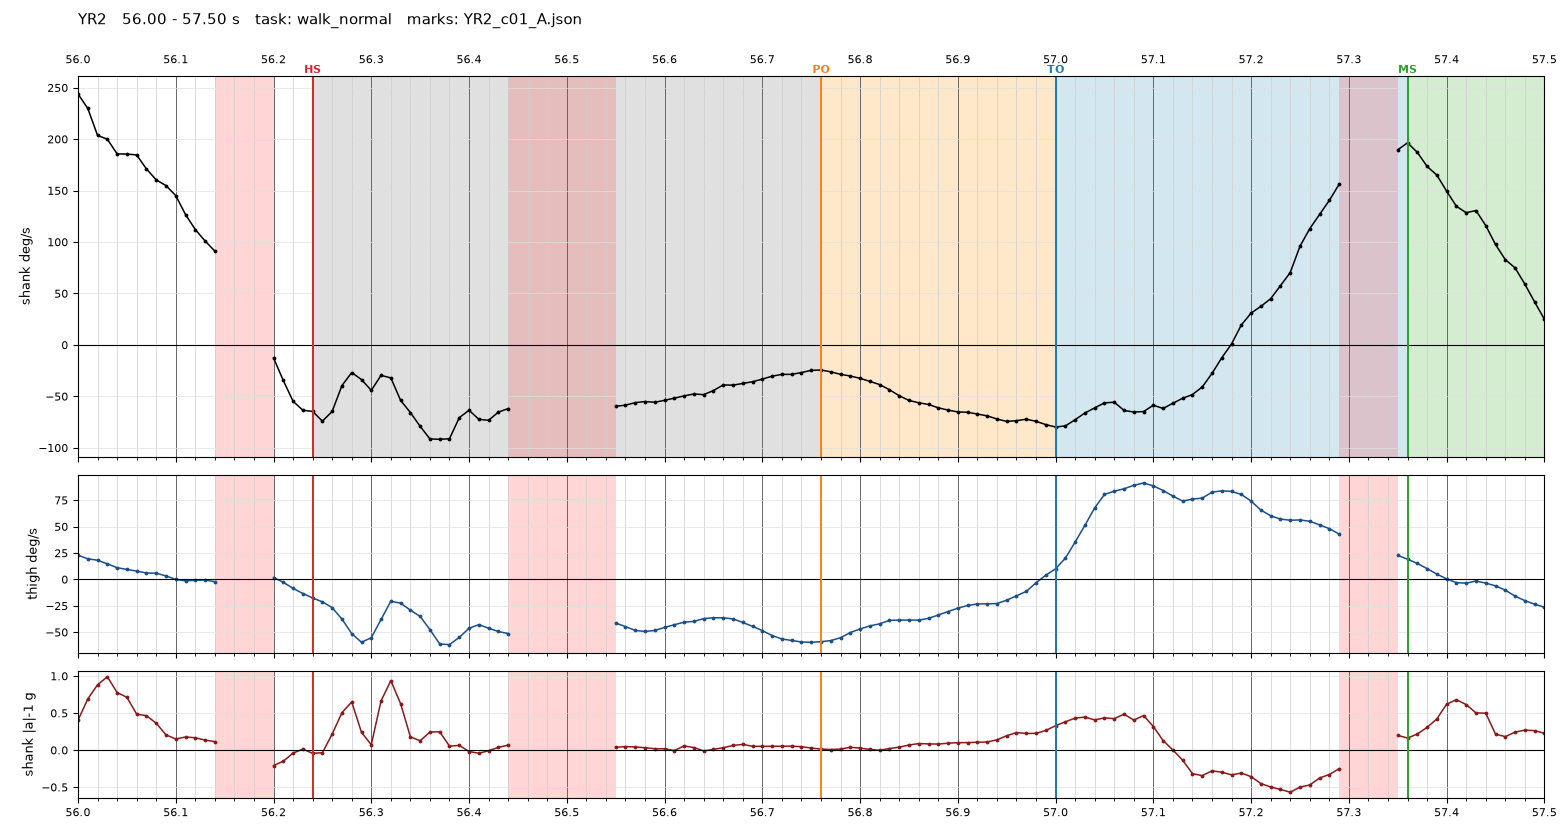 YR2   56.00 - 57.50 s   task: walk_normal   marks: YR2_c01_A.json
56.0 56.1 56.2 56.3 56.4 56.5 56.6 56.7 56.8 56.9 57.0 57.1 57.2 57.3 57.4 57.5
HS PO TO MS
250
200
150
100
50
0
−50
−100
shank deg/s
75
50
25
0
−25
−50
thigh deg/s
1.0
0.5
0.0
−0.5
shank |a|-1 g
56.0 56.1 56.2 56.3 56.4 56.5 56.6 56.7 56.8 56.9 57.0 57.1 57.2 57.3 57.4 57.5